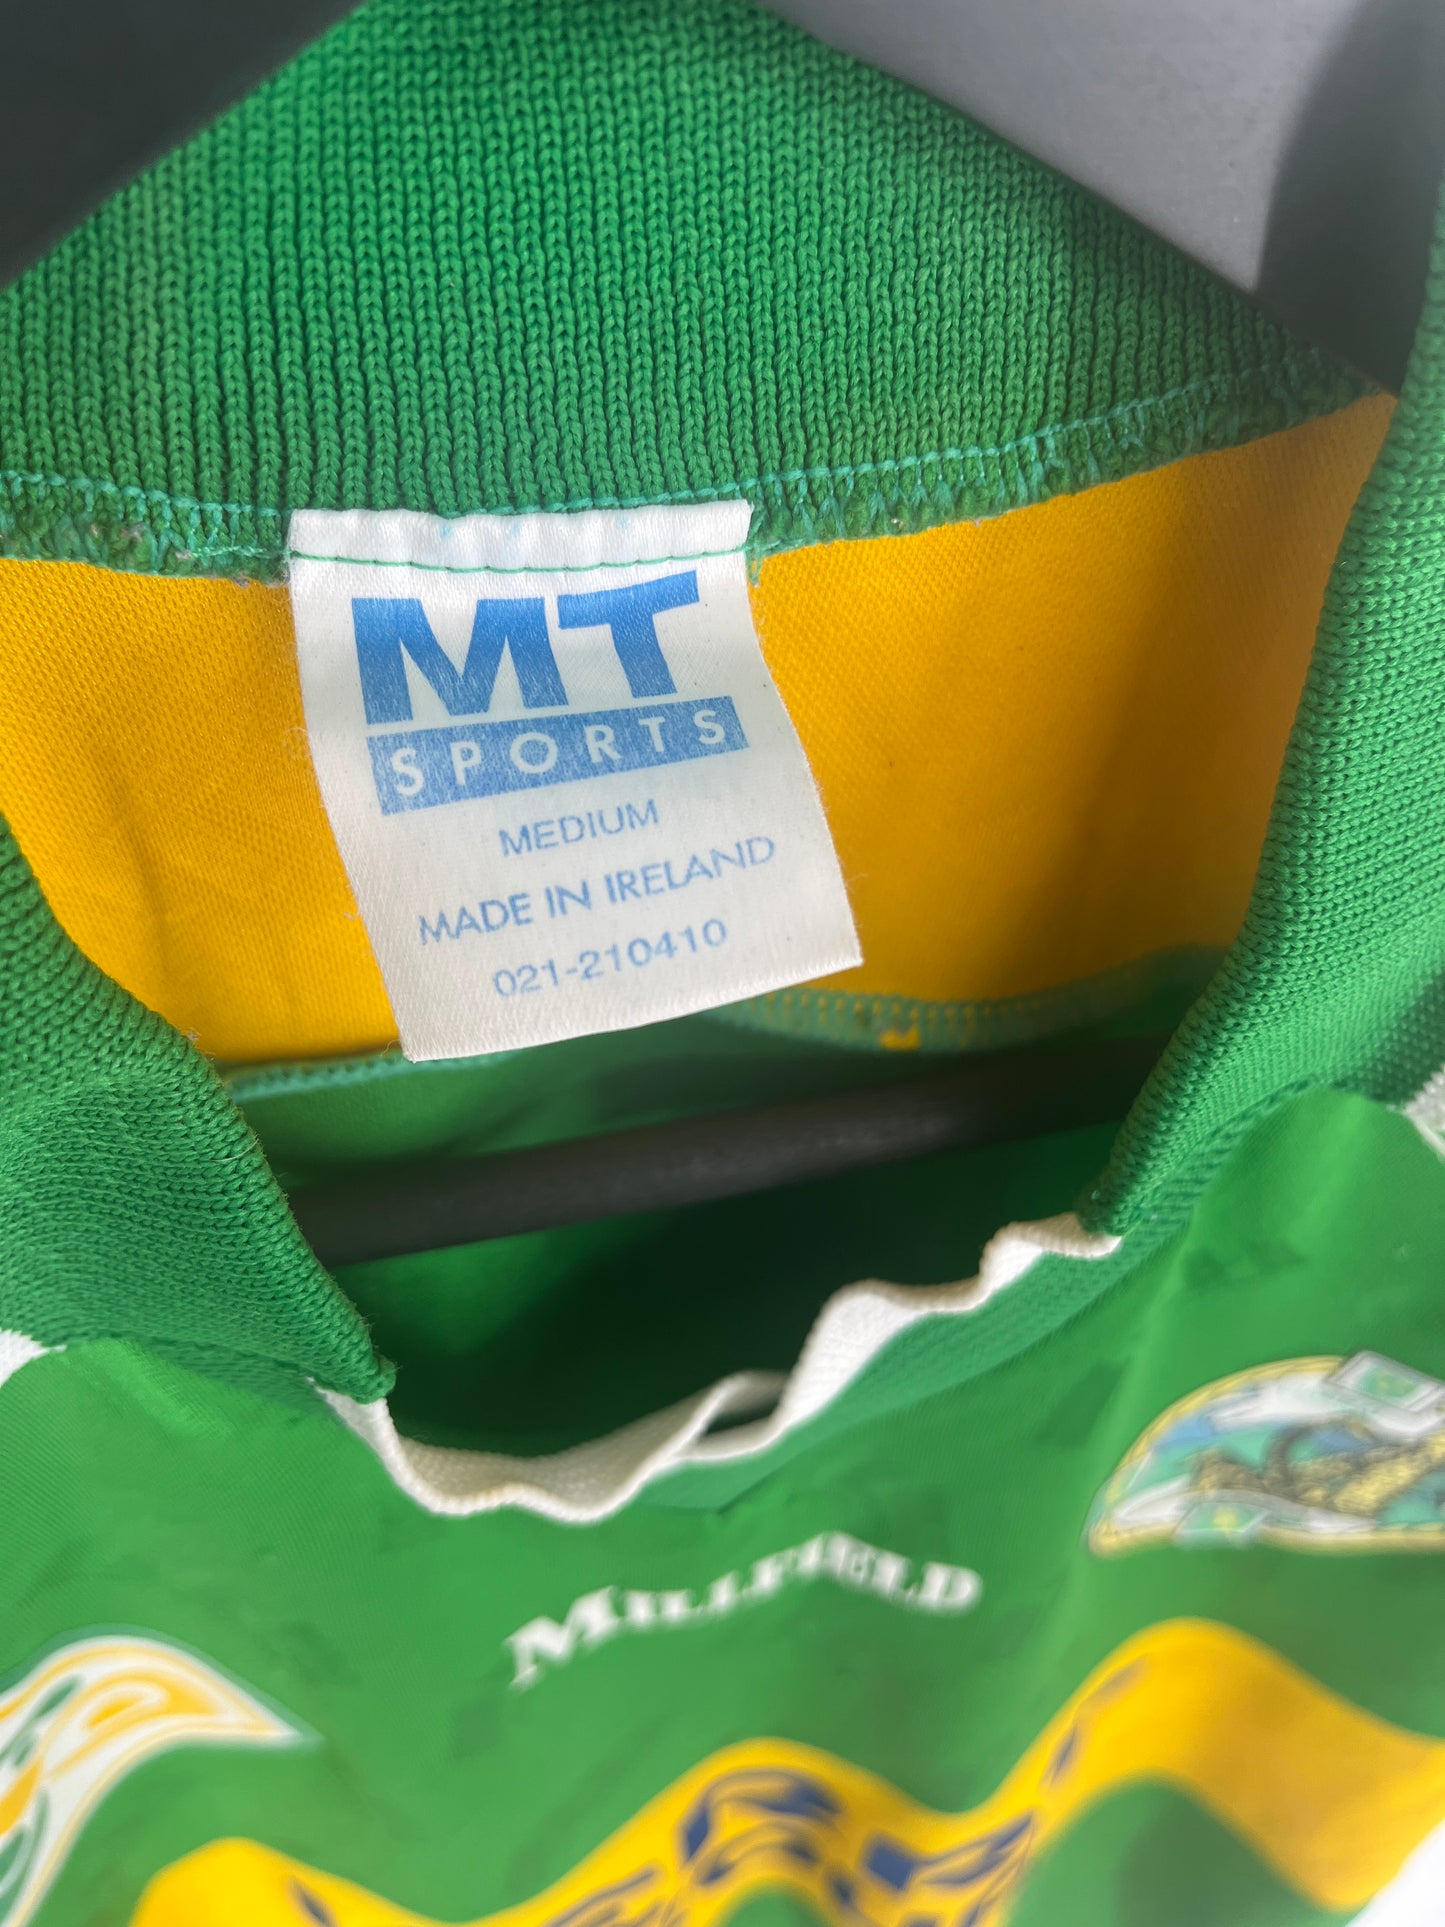 MT
SPORTS
MEDIUM
MADE IN IRELAND
021-210410
MILLFIELD